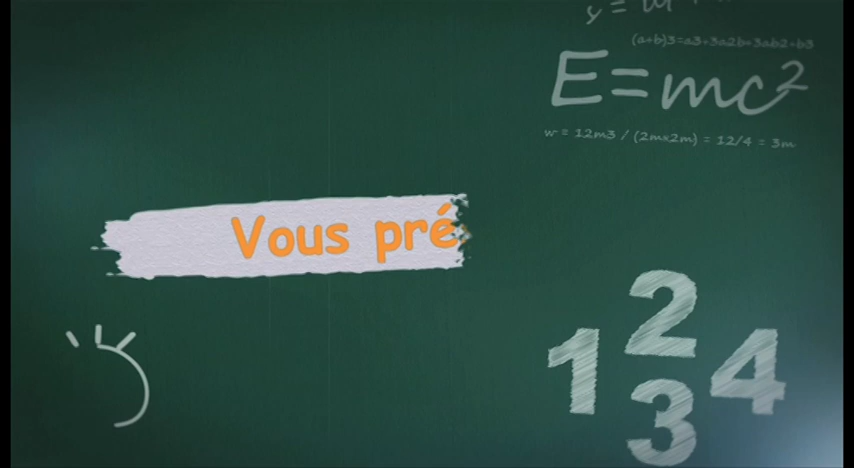 (a+b)3=a3+3a2b+3ab2+b3
E=mc²
w = 12m3 / (2mx2m) = 12/4 = 3m
Vous pré
2
1 4
3